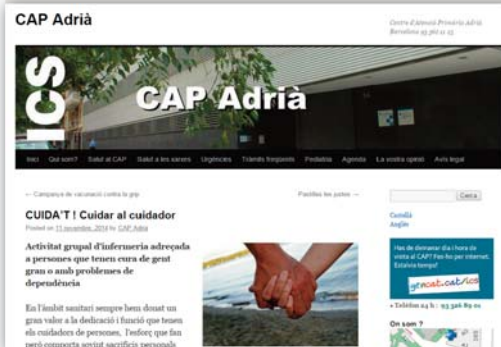 CAP Adrià
Centre d'Atenció Primària Adrià
Barcelona
ICS
CAP Adrià
Inici Qui som? Salut al CAP Salut a les xarxes Urgències Tràmits freqüents Pediatria Agenda La vostra opinió Avís legal
← Campanya de vacunació contra la grip
Pastilles les justes →
Cerca
CUIDA'T ! Cuidar al cuidador
Posted on 11 novembre, 2014 by CAP Adrià
Castellà
Anglès
Activitat grupal d'infermeria adreçada
a persones que tenen cura de gent
gran o amb problemes de
dependència
Has de demanar dia i hora de
visita al CAP? Fes-ho per internet.
Estalvia temps!
gencat.cat/ics
• Telèfon 24 h : 93 326 89 01
En l'àmbit sanitari sempre hem donat un
gran valor a la dedicació i funció que tenen
els cuidadors de persones, l'esforç que fan
però comporta sovint sacrificis personals
On som ?